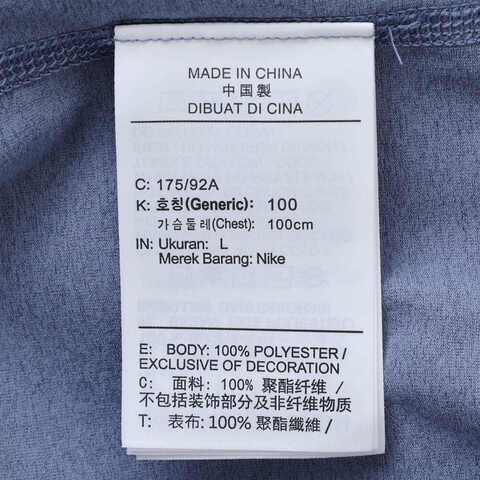 MADE IN CHINA
中国製
DIBUAT DI CINA
C: 175/92A
K: 호칭(Generic): 100
가슴둘레(Chest): 100cm
IN: Ukuran: L
Merek Barang: Nike
E: BODY: 100% POLYESTER /
EXCLUSIVE OF DECORATION
C: 面料: 100% 聚酯纤维 /
不包括装饰部分及非纤维物质
T: 表布: 100% 聚酯纖維 /